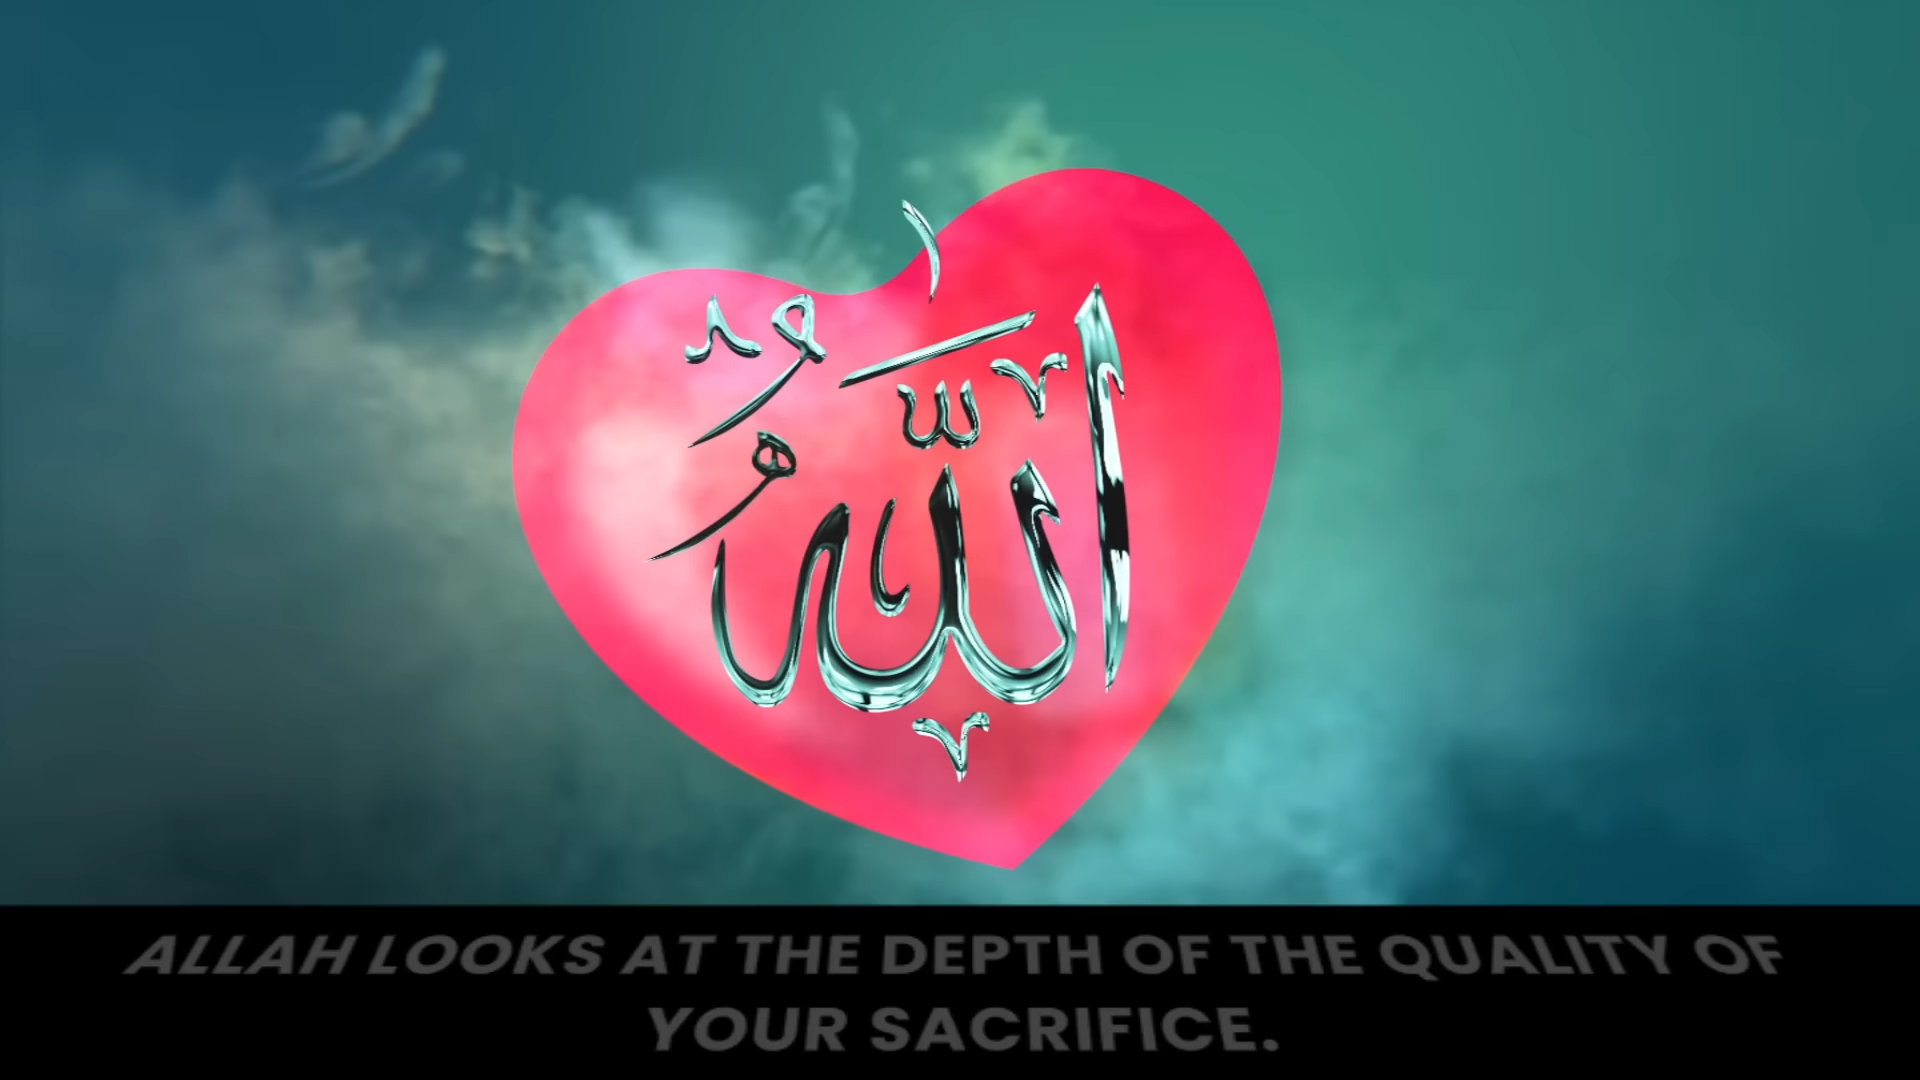 الله
ALLAH LOOKS AT THE DEPTH OF THE QUALITY OF
YOUR SACRIFICE.